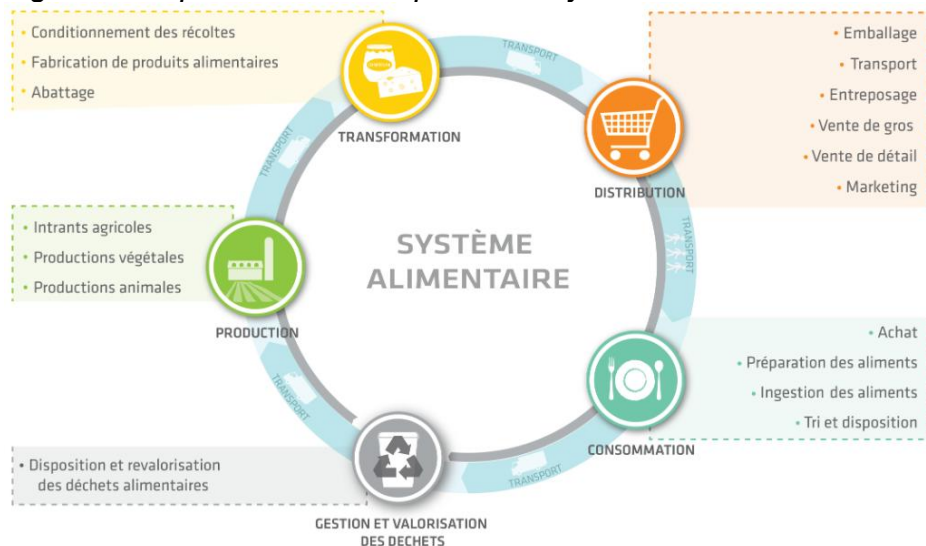 • Conditionnement des récoltes
• Fabrication de produits alimentaires
• Abattage
TRANSFORMATION
TRANSPORT
• Emballage
• Transport
• Entreposage
• Vente de gros
• Vente de détail
• Marketing
DISTRIBUTION
TRANSPORT
TRANSPORT
• Intrants agricoles
• Productions végétales
• Productions animales
PRODUCTION
SYSTÈME
ALIMENTAIRE
• Achat
• Préparation des aliments
• Ingestion des aliments
• Tri et disposition
CONSOMMATION
TRANSPORT
TRANSPORT
• Disposition et revalorisation
des déchets alimentaires
GESTION ET VALORISATION
DES DECHETS